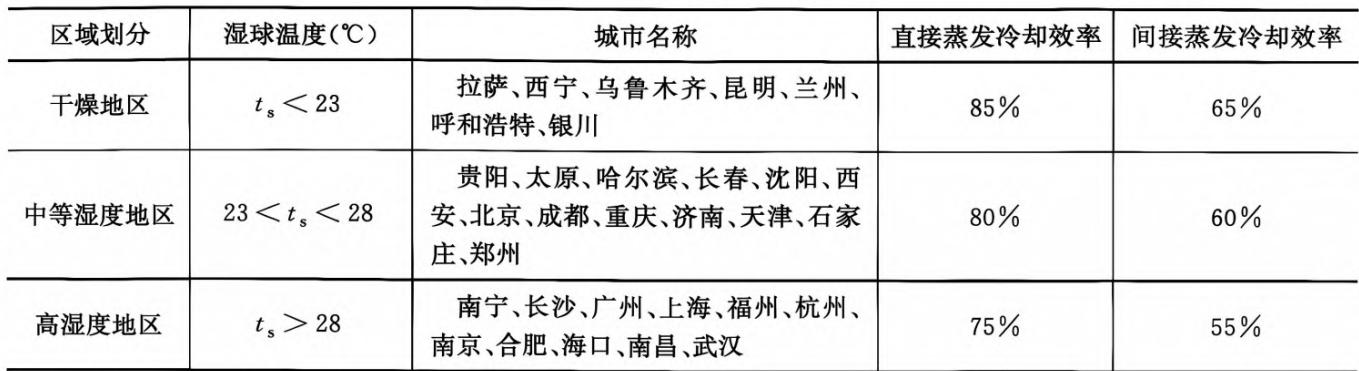 区域划分 湿球温度(℃) 城市名称 直接蒸发冷却效率 间接蒸发冷却效率
干燥地区 tₛ＜23 拉萨、西宁、乌鲁木齐、昆明、兰州、 85% 65%
呼和浩特、银川
中等湿度地区 23＜tₛ＜28 贵阳、太原、哈尔滨、长春、沈阳、西 80% 60%
安、北京、成都、重庆、济南、天津、石家
庄、郑州
高湿度地区 tₛ＞28 南宁、长沙、广州、上海、福州、杭州、 75% 55%
南京、合肥、海口、南昌、武汉